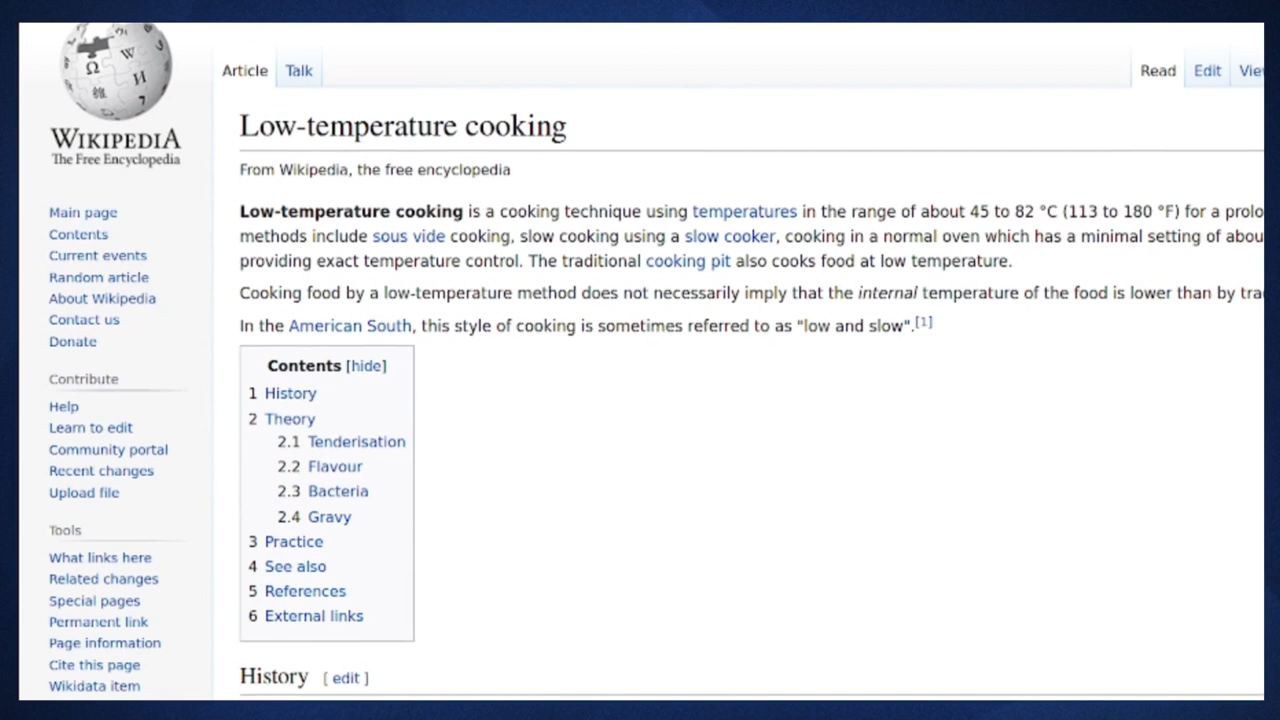 Ω W И 維 7
WIKIPEDIA
The Free Encyclopedia
Main page
Contents
Current events
Random article
About Wikipedia
Contact us
Donate
Contribute
Help
Learn to edit
Community portal
Recent changes
Upload file
Tools
What links here
Related changes
Special pages
Permanent link
Page information
Cite this page
Wikidata item
Article Talk Read Edit
Low-temperature cooking
From Wikipedia, the free encyclopedia
Low-temperature cooking is a cooking technique using temperatures in the range of about 45 to 82 °C (113 to 180 °F) for a
methods include sous vide cooking, slow cooking using a slow cooker, cooking in a normal oven which has a minimal setting of
providing exact temperature control. The traditional cooking pit also cooks food at low temperature.
Cooking food by a low-temperature method does not necessarily imply that the internal temperature of the food is lower than by
In the American South, this style of cooking is sometimes referred to as "low and slow".[1]
Contents [hide]
1 History
2 Theory
2.1 Tenderisation
2.2 Flavour
2.3 Bacteria
2.4 Gravy
3 Practice
4 See also
5 References
6 External links
History [ edit ]